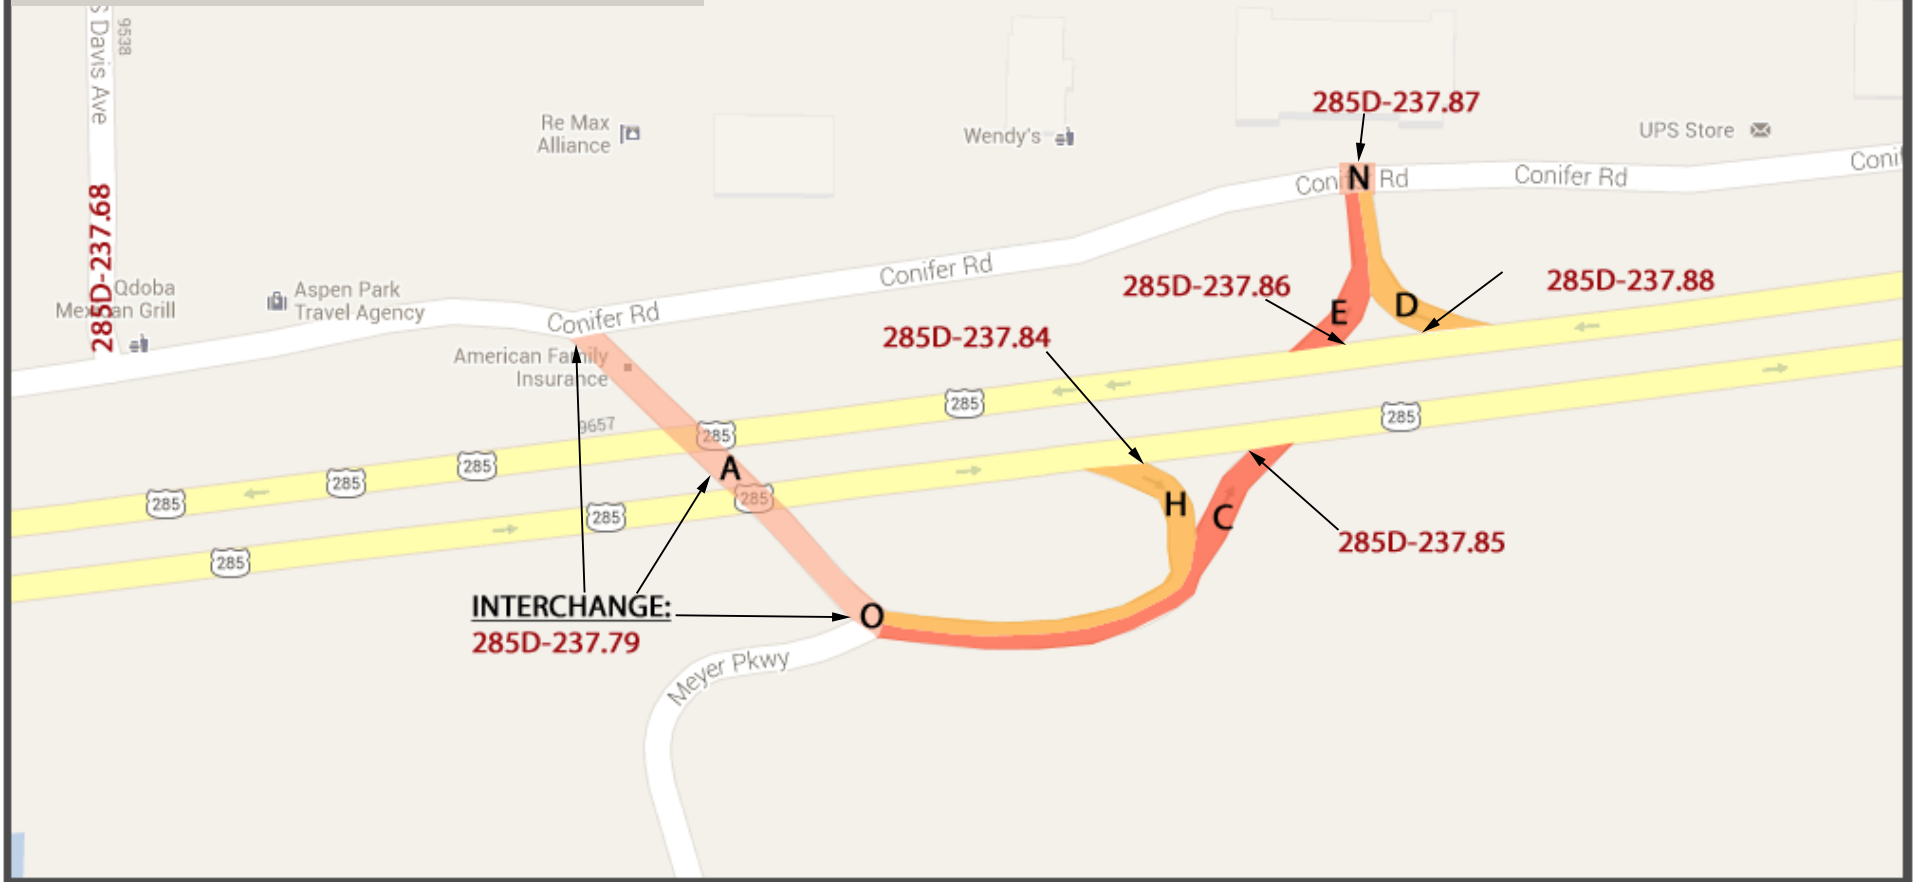 S Davis Ave
9538
285D-237.68
Qdoba
Mexican Grill
Aspen Park
Travel Agency
Re Max
Alliance
Wendy's
285D-237.87
UPS Store
N
Conifer Rd
Conifer Rd
Conif
Conifer Rd
Conifer Rd
American Family
Insurance
9657
285D-237.86
E
D
285D-237.88
285D-237.84
285
285
285
285
285
285
285
285
285
A
H
C
285D-237.85
INTERCHANGE:
285D-237.79
O
Meyer Pkwy